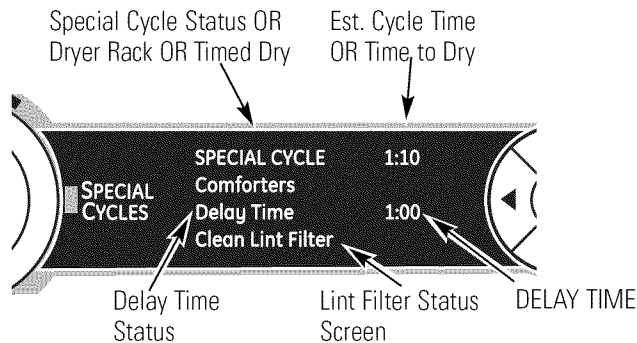 Special Cycle Status OR
Dryer Rack OR Timed Dry
Est. Cycle Time
OR Time to Dry
SPECIAL CYCLES
SPECIAL CYCLE 1:10
Comforters
Delay Time 1:00
Clean Lint Filter
Delay Time
Status
Lint Filter Status
Screen
DELAY TIME